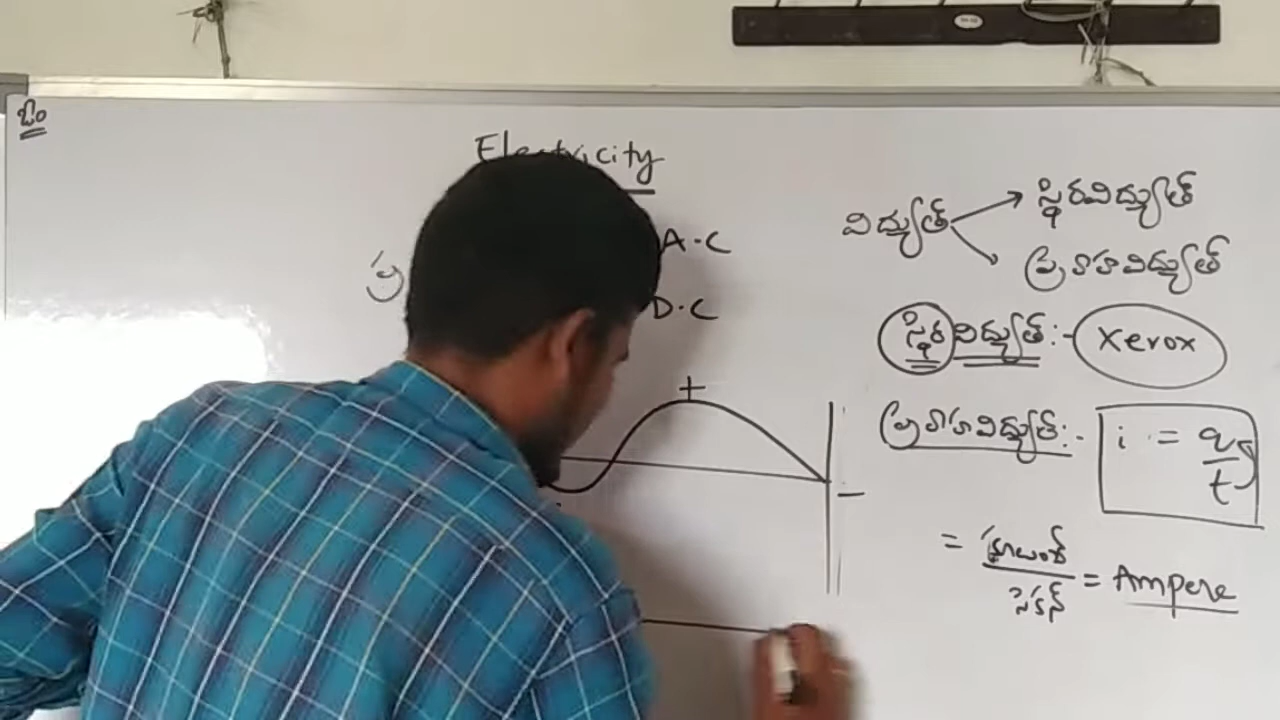 ఓం
Electricity
A.C
D.C
+
విద్యుత్ → స్థిరవిద్యుత్
ప్రవాహవిద్యుత్
స్థిరవిద్యుత్:- Xerox
ప్రవాహవిద్యుత్:- i = q/t
-
= కూలుంబ్/సెకన్ = Ampere